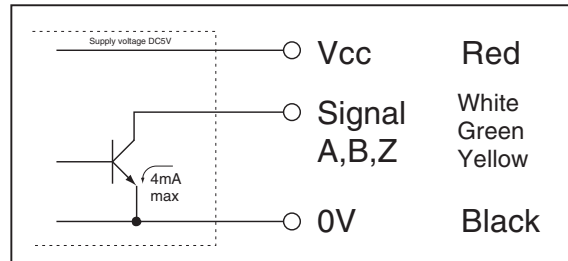 Supply voltage DC5V
Vcc Red
Signal White
A,B,Z Green
Yellow
4mA
max
0V Black